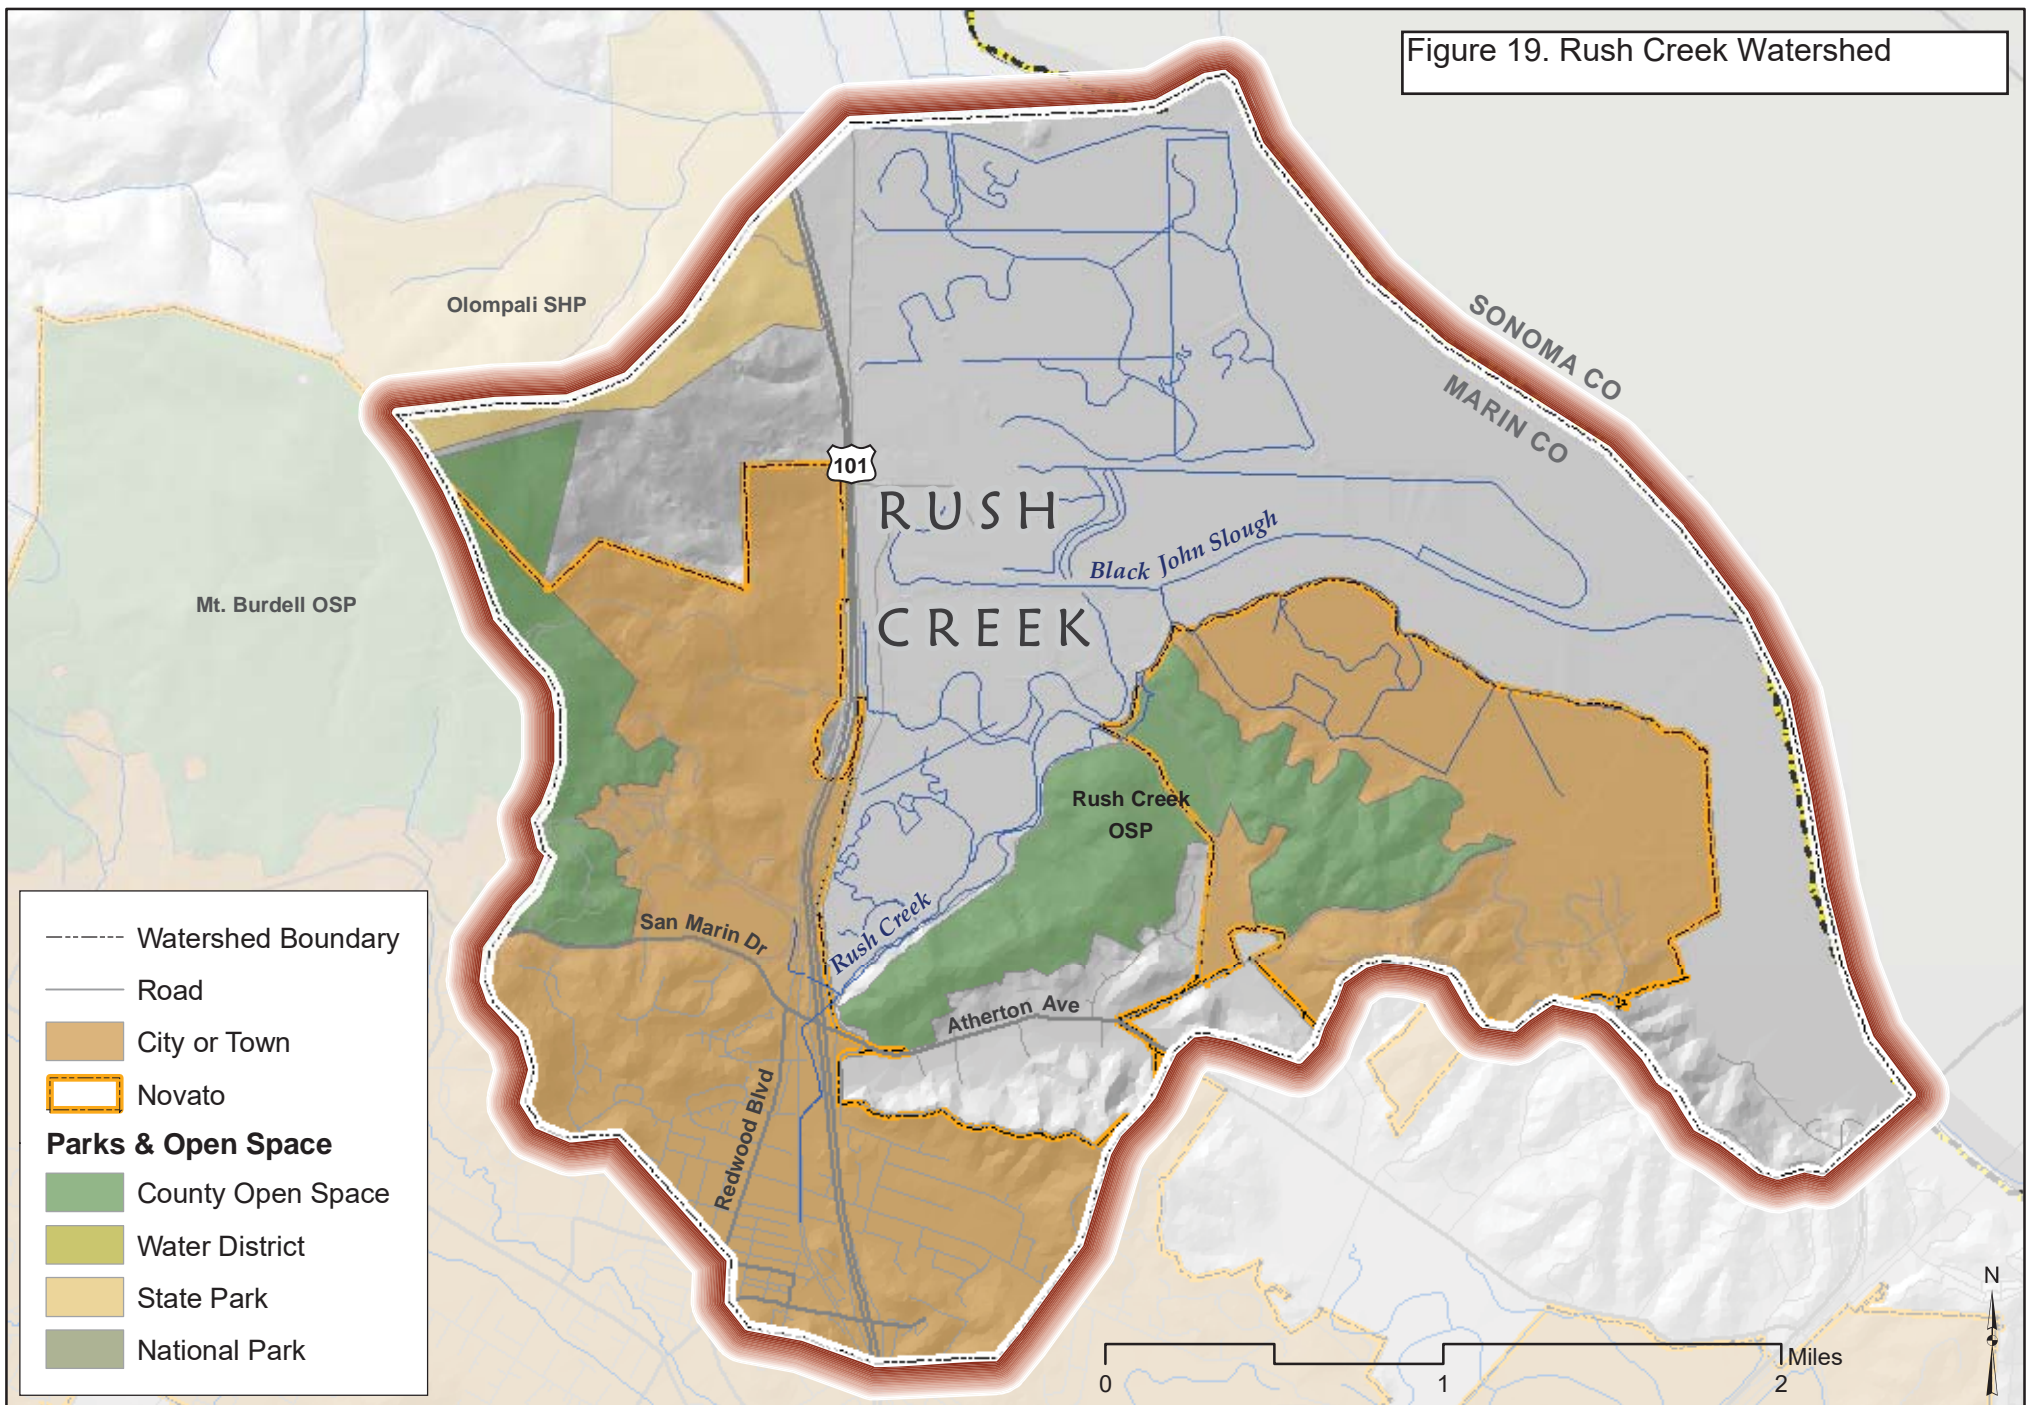 Figure 19. Rush Creek Watershed
Olompali SHP
SONOMA CO
MARIN CO
101
RUSH
Black John Slough
Mt. Burdell OSP
CREEK
Rush Creek
OSP
San Marin Dr
Rush Creek
Atherton Ave
Redwood Blvd
Watershed Boundary
Road
City or Town
Novato
Parks & Open Space
County Open Space
Water District
State Park
National Park
N
Miles
0 1 2